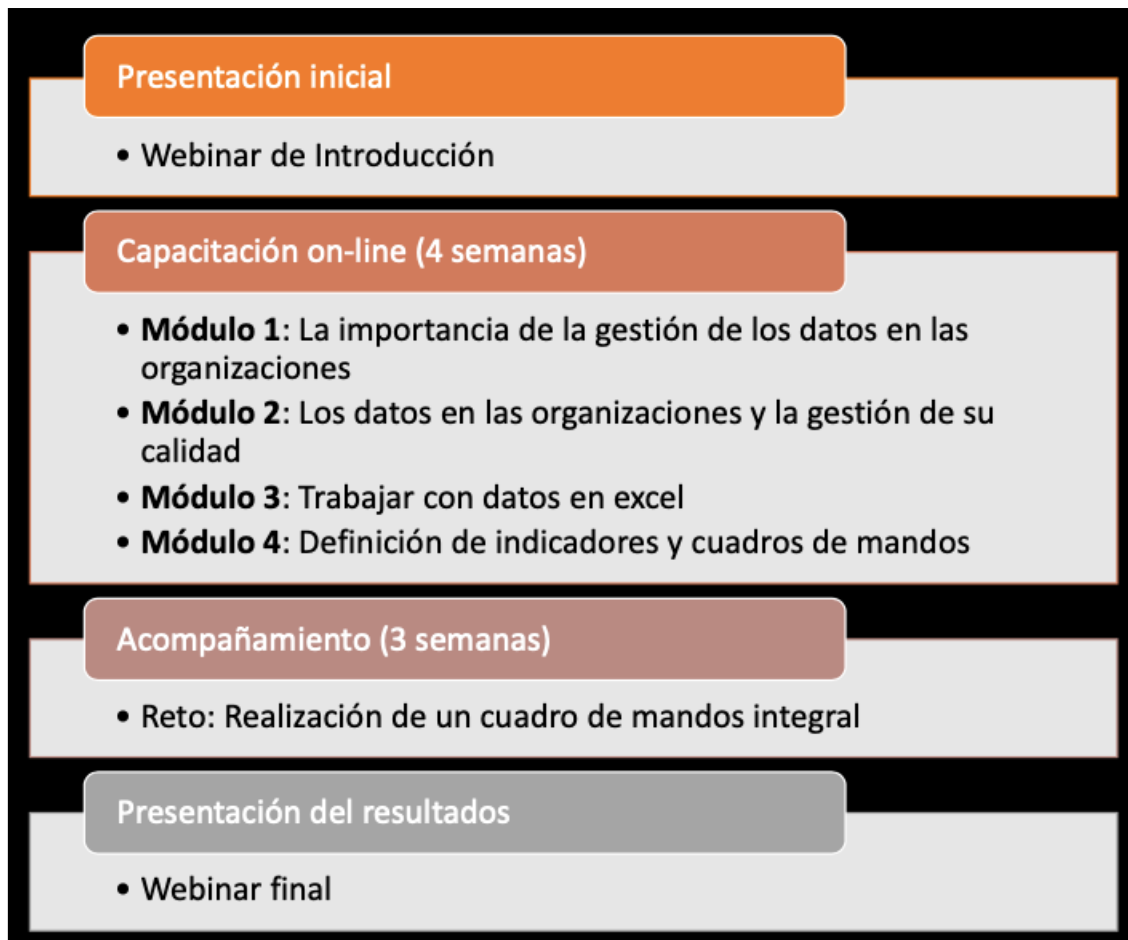 Presentación inicial
• Webinar de Introducción
Capacitación on-line (4 semanas)
• Módulo 1: La importancia de la gestión de los datos en las
organizaciones
• Módulo 2: Los datos en las organizaciones y la gestión de su
calidad
• Módulo 3: Trabajar con datos en excel
• Módulo 4: Definición de indicadores y cuadros de mandos
Acompañamiento (3 semanas)
• Reto: Realización de un cuadro de mandos integral
Presentación del resultados
• Webinar final